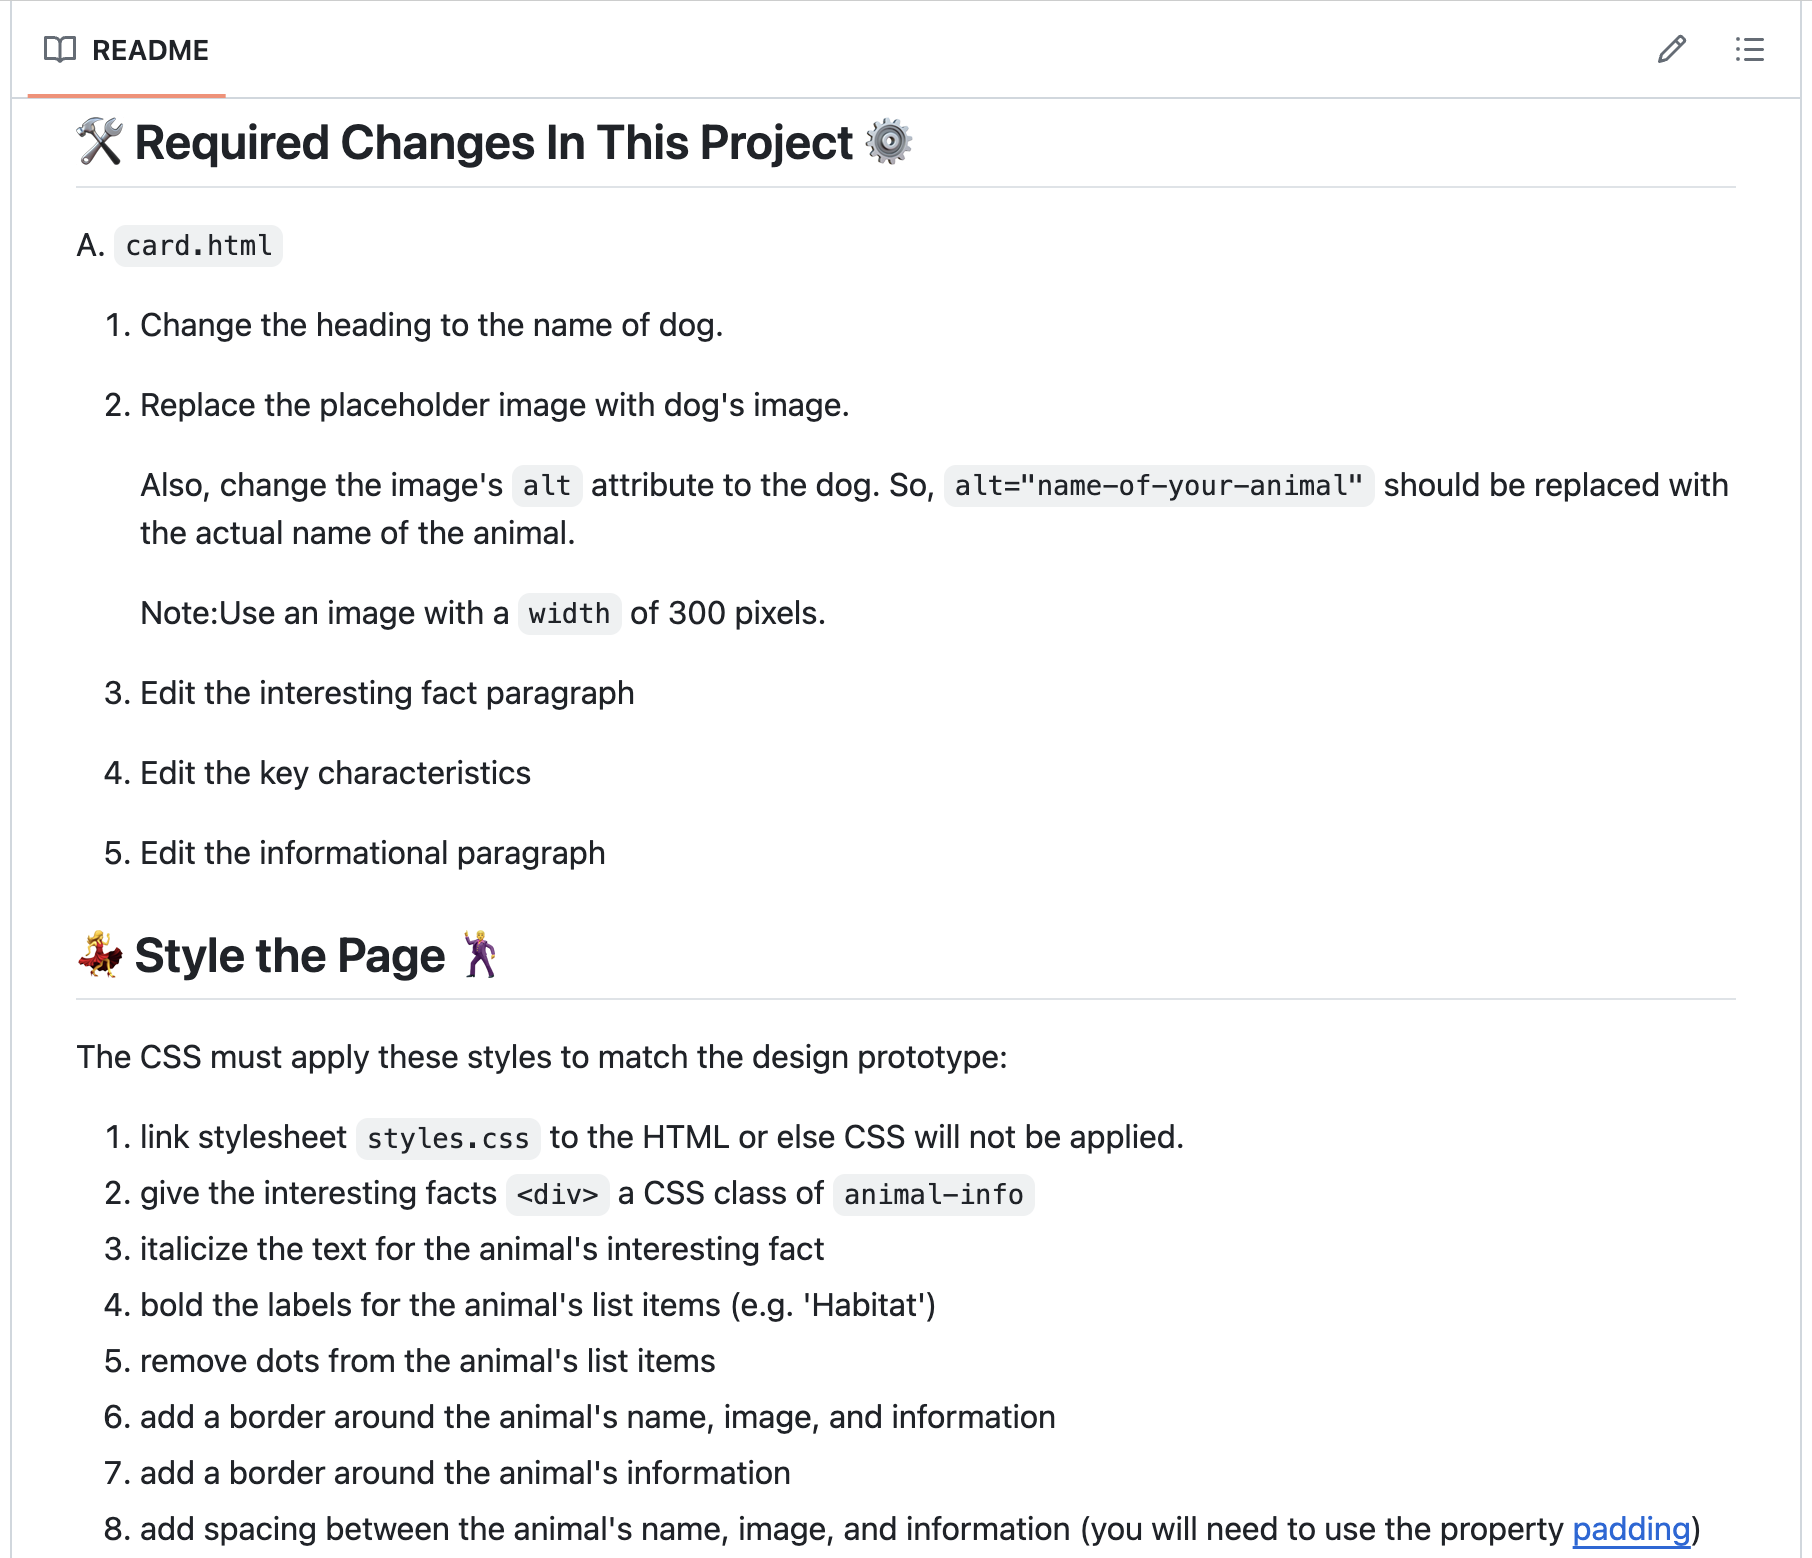 README
🛠️ Required Changes In This Project ⚙️
A. card.html
1. Change the heading to the name of dog.
2. Replace the placeholder image with dog's image.
Also, change the image's alt attribute to the dog. So, alt="name-of-your-animal" should be replaced with
the actual name of the animal.
Note:Use an image with a width of 300 pixels.
3. Edit the interesting fact paragraph
4. Edit the key characteristics
5. Edit the informational paragraph
💃 Style the Page 🕺
The CSS must apply these styles to match the design prototype:
1. link stylesheet styles.css to the HTML or else CSS will not be applied.
2. give the interesting facts <div> a CSS class of animal-info
3. italicize the text for the animal's interesting fact
4. bold the labels for the animal's list items (e.g. 'Habitat')
5. remove dots from the animal's list items
6. add a border around the animal's name, image, and information
7. add a border around the animal's information
8. add spacing between the animal's name, image, and information (you will need to use the property padding)